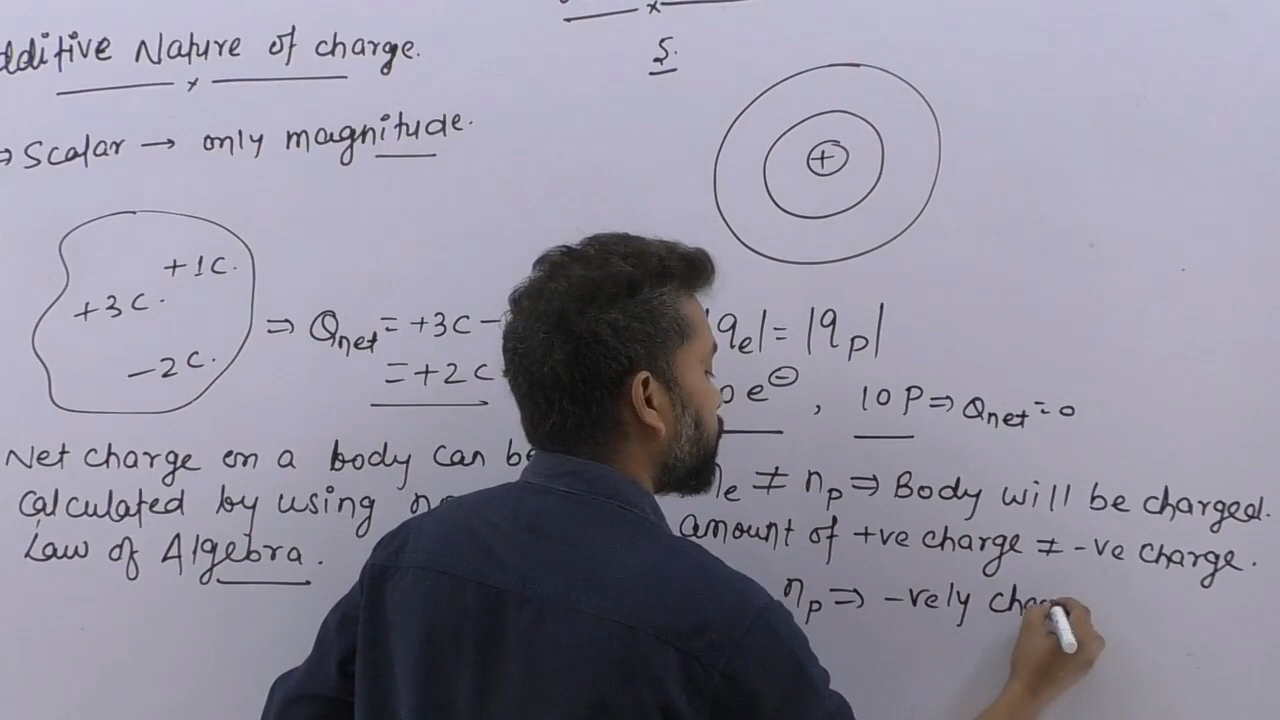 dditive Nature of charge.
⇒ Scalar → only magnitude.
+1C.
+3C.
-2C.
⇒ Qnet = +3C -
= +2C
Net charge on a body can be
calculated by using
Law of Algebra.
S.
+
|qe| = |qp|
e⊖ , 10 P ⇒ Qnet = 0
ne ≠ np ⇒ Body will be charged.
amount of +ve charge ≠ -ve charge.
np ⇒ -vely cha